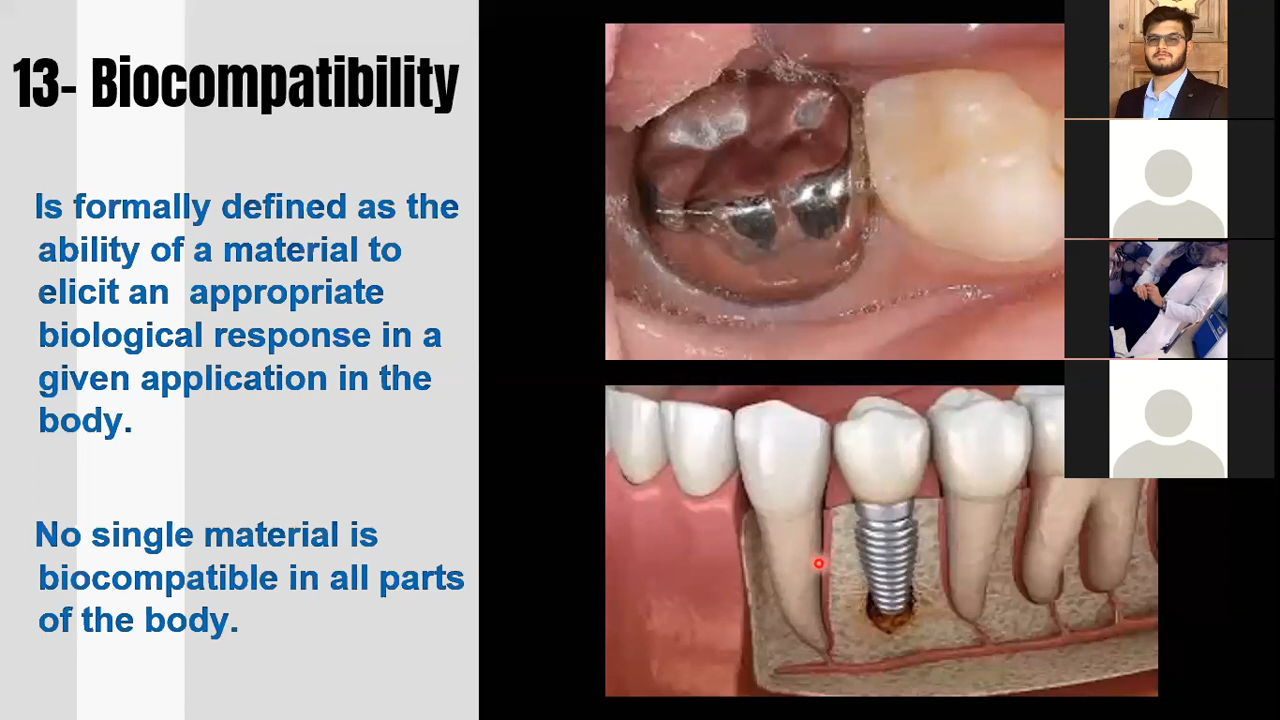 13- Biocompatibility
Is formally defined as the
ability of a material to
elicit an appropriate
biological response in a
given application in the
body.
No single material is
biocompatible in all parts
of the body.